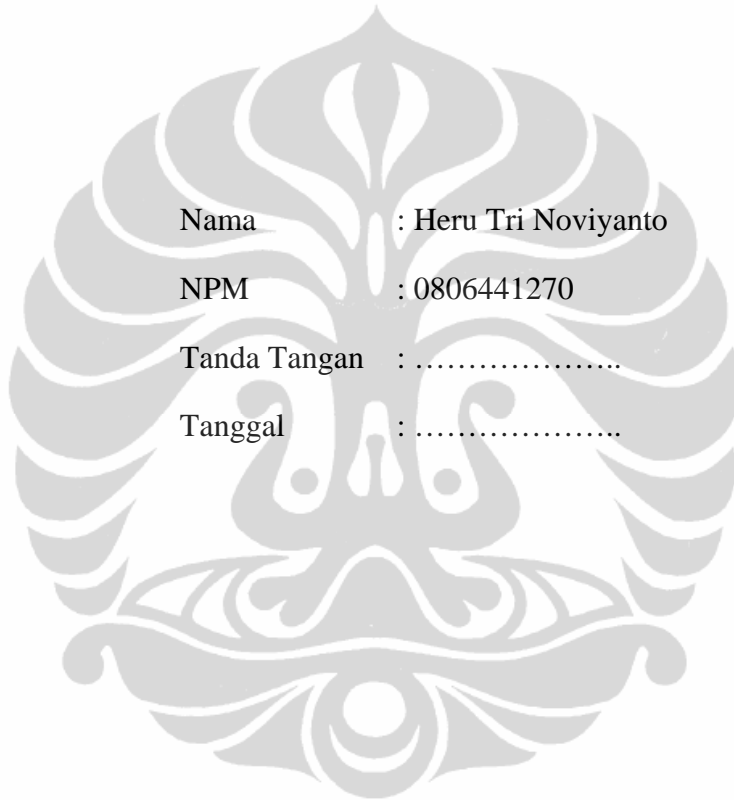 Nama : Heru Tri Noviyanto
NPM : 0806441270
Tanda Tangan : ………………..
Tanggal : ………………..